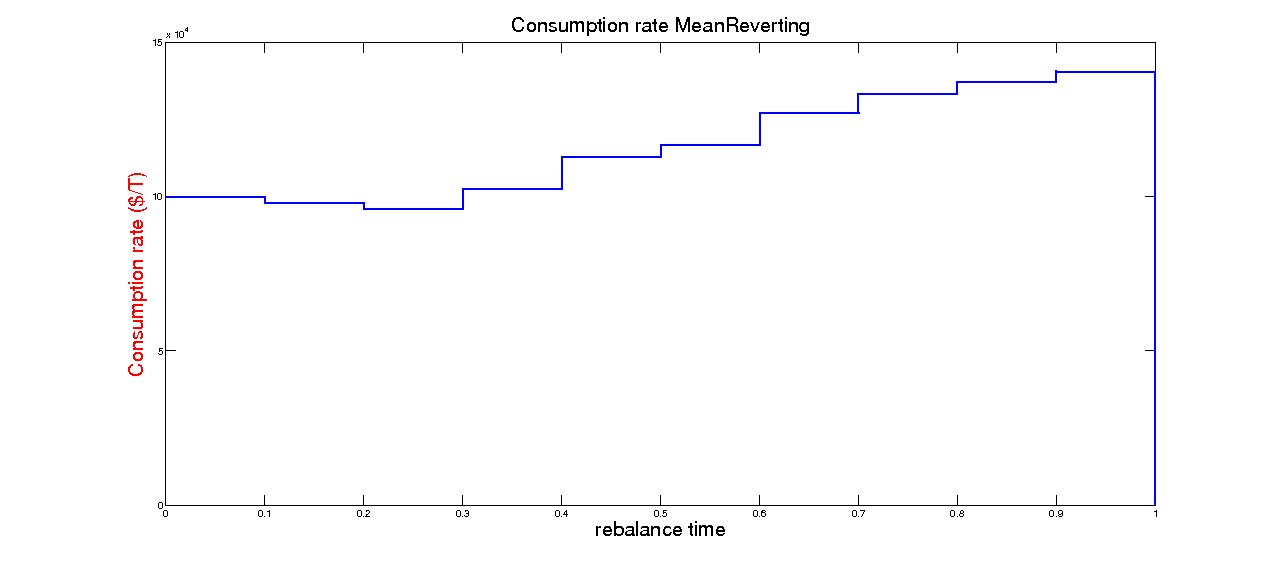 Consumption rate MeanReverting
x 10^4
15
10
5
0
Consumption rate ($/T)
0 0.1 0.2 0.3 0.4 0.5 0.6 0.7 0.8 0.9 1
rebalance time